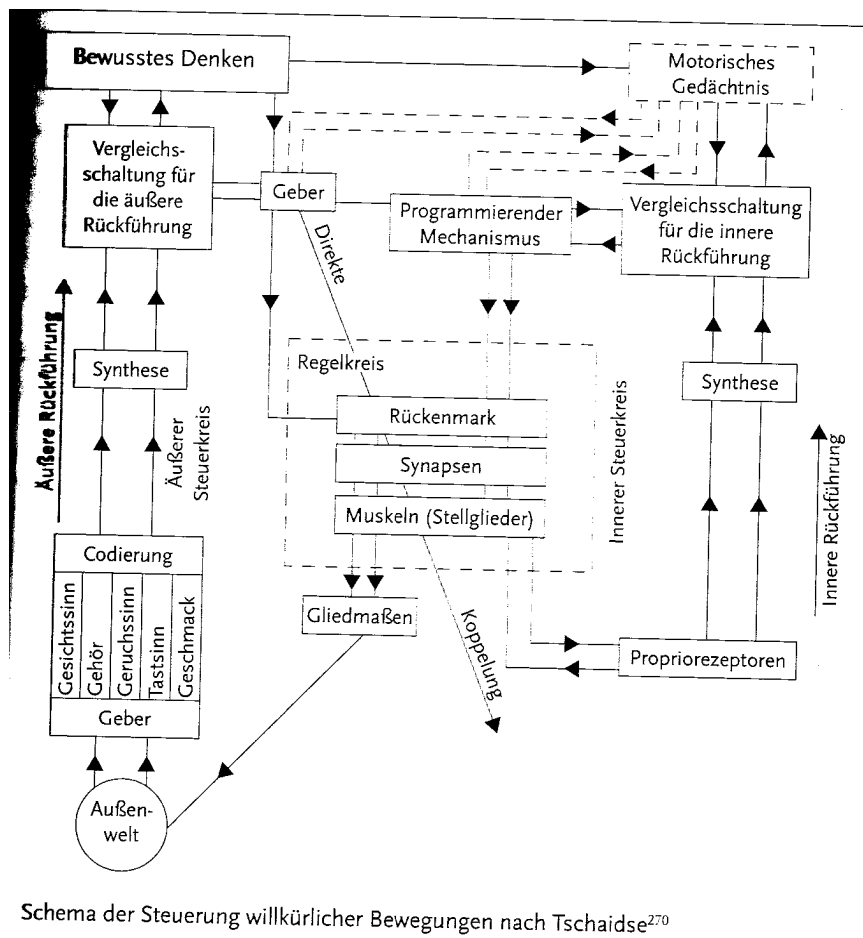 Bewusstes Denken
Motorisches
Gedächtnis
Vergleichs-
schaltung für
die äußere
Rückführung
Geber
Programmierender
Mechanismus
Vergleichsschaltung
für die innere
Rückführung
Direkte
Äußere Rückführung
Synthese
Äußerer
Steuerkreis
Regelkreis
Rückenmark
Synapsen
Muskeln (Stellglieder)
Innerer Steuerkreis
Synthese
Innere Rückführung
Codierung
Gesichtssinn
Gehör
Geruchssinn
Tastsinn
Geschmack
Geber
Gliedmaßen
Koppelung
Propriorezeptoren
Außen-
welt
Schema der Steuerung willkürlicher Bewegungen nach Tschaidse270